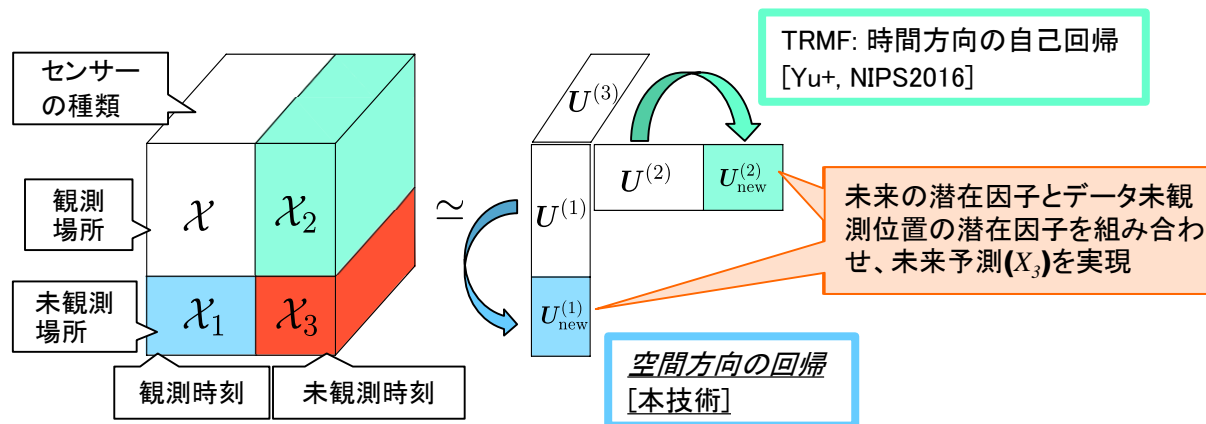 センサー
の種類
観測
場所
未観測
場所
観測時刻
未観測時刻
𝒳
𝒳₂
𝒳₁
𝒳₃
≃
U⁽³⁾
U⁽¹⁾
U⁽²⁾
U⁽²⁾new
U⁽¹⁾new
TRMF: 時間方向の自己回帰
[Yu+, NIPS2016]
未来の潜在因子とデータ未観
測位置の潜在因子を組み合わ
せ、未来予測(X₃)を実現
空間方向の回帰
[本技術]